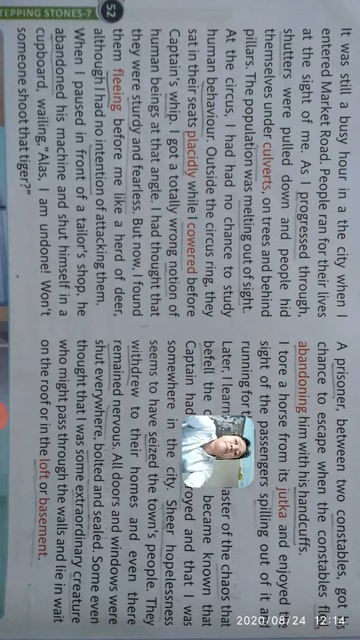 It was still a busy hour in a the city when I
entered Market Road. People ran for their lives
at the sight of me. As I progressed through,
shutters were pulled down and people hid
themselves under culverts, on trees and behind
pillars. The population was melting out of sight.
At the circus, I had had no chance to study
human behaviour. Outside the circus ring, they
sat in their seats placidly while I cowered before
Captain's whip. I got a totally wrong notion of
human beings at that angle. I had thought that
they were sturdy and fearless. But now, I found
them fleeing before me like a herd of deer,
although I had no intention of attacking them.
When I paused in front of a tailor's shop, he
abandoned his machine and shut himself in a
cupboard, wailing, "Alas, I am undone! Won't
someone shoot that tiger?"
A prisoner, between two constables, got his
chance to escape when the constables
abandoning him with his handcuffs.
I tore a horse from its jutka and enjoyed
sight of the passengers spilling out of it
running for
Later, I aster of the chaos that
befell the became known that
Captain had oyed and that I was
somewhere in the city. Sheer hopelessness
seems to have seized the town's people. They
withdrew to their homes and even there
remained nervous. All doors and windows were
shut everywhere, bolted and sealed. Some even
thought that I was some extraordinary creature
who might pass through the walls and lie in wait
on the roof or in the loft or basement.
52
TEPPING STONES-7
2020/08/24 12:14